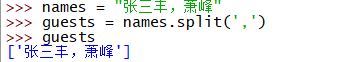 >>> names = "张三丰，萧峰"
>>> guests = names.split(',')
>>> guests
['张三丰，萧峰']